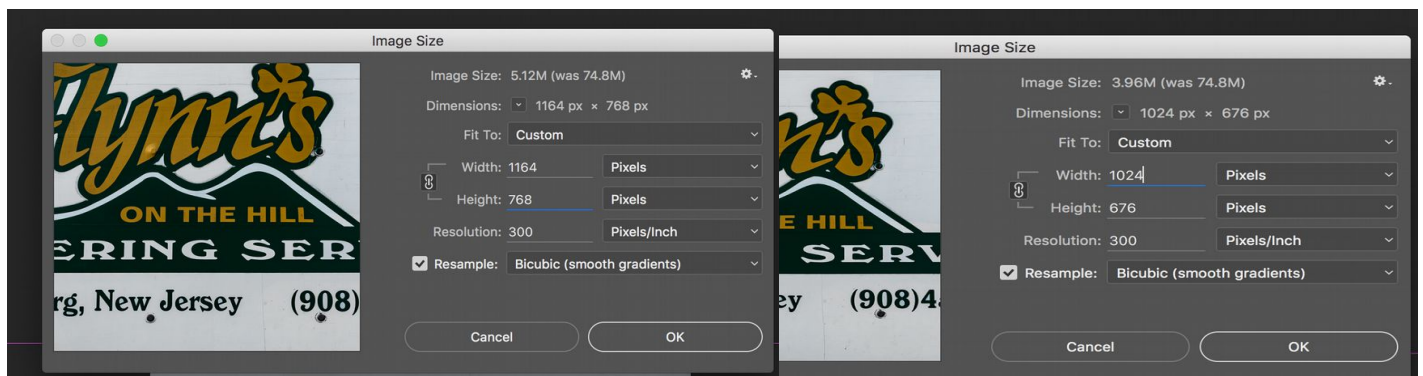 Image Size
Image Size: 5.12M (was 74.8M)
Dimensions: 1164 px × 768 px
Fit To: Custom
Width: 1164 Pixels
Height: 768 Pixels
Resolution: 300 Pixels/Inch
Resample: Bicubic (smooth gradients)
Cancel OK
Flynn's
ON THE HILL
ERING SER
rg, New Jersey (908)
Image Size
Image Size: 3.96M (was 74.8M)
Dimensions: 1024 px × 676 px
Fit To: Custom
Width: 1024 Pixels
Height: 676 Pixels
Resolution: 300 Pixels/Inch
Resample: Bicubic (smooth gradients)
Cancel OK
n's
E HILL
SERV
ey (908)4